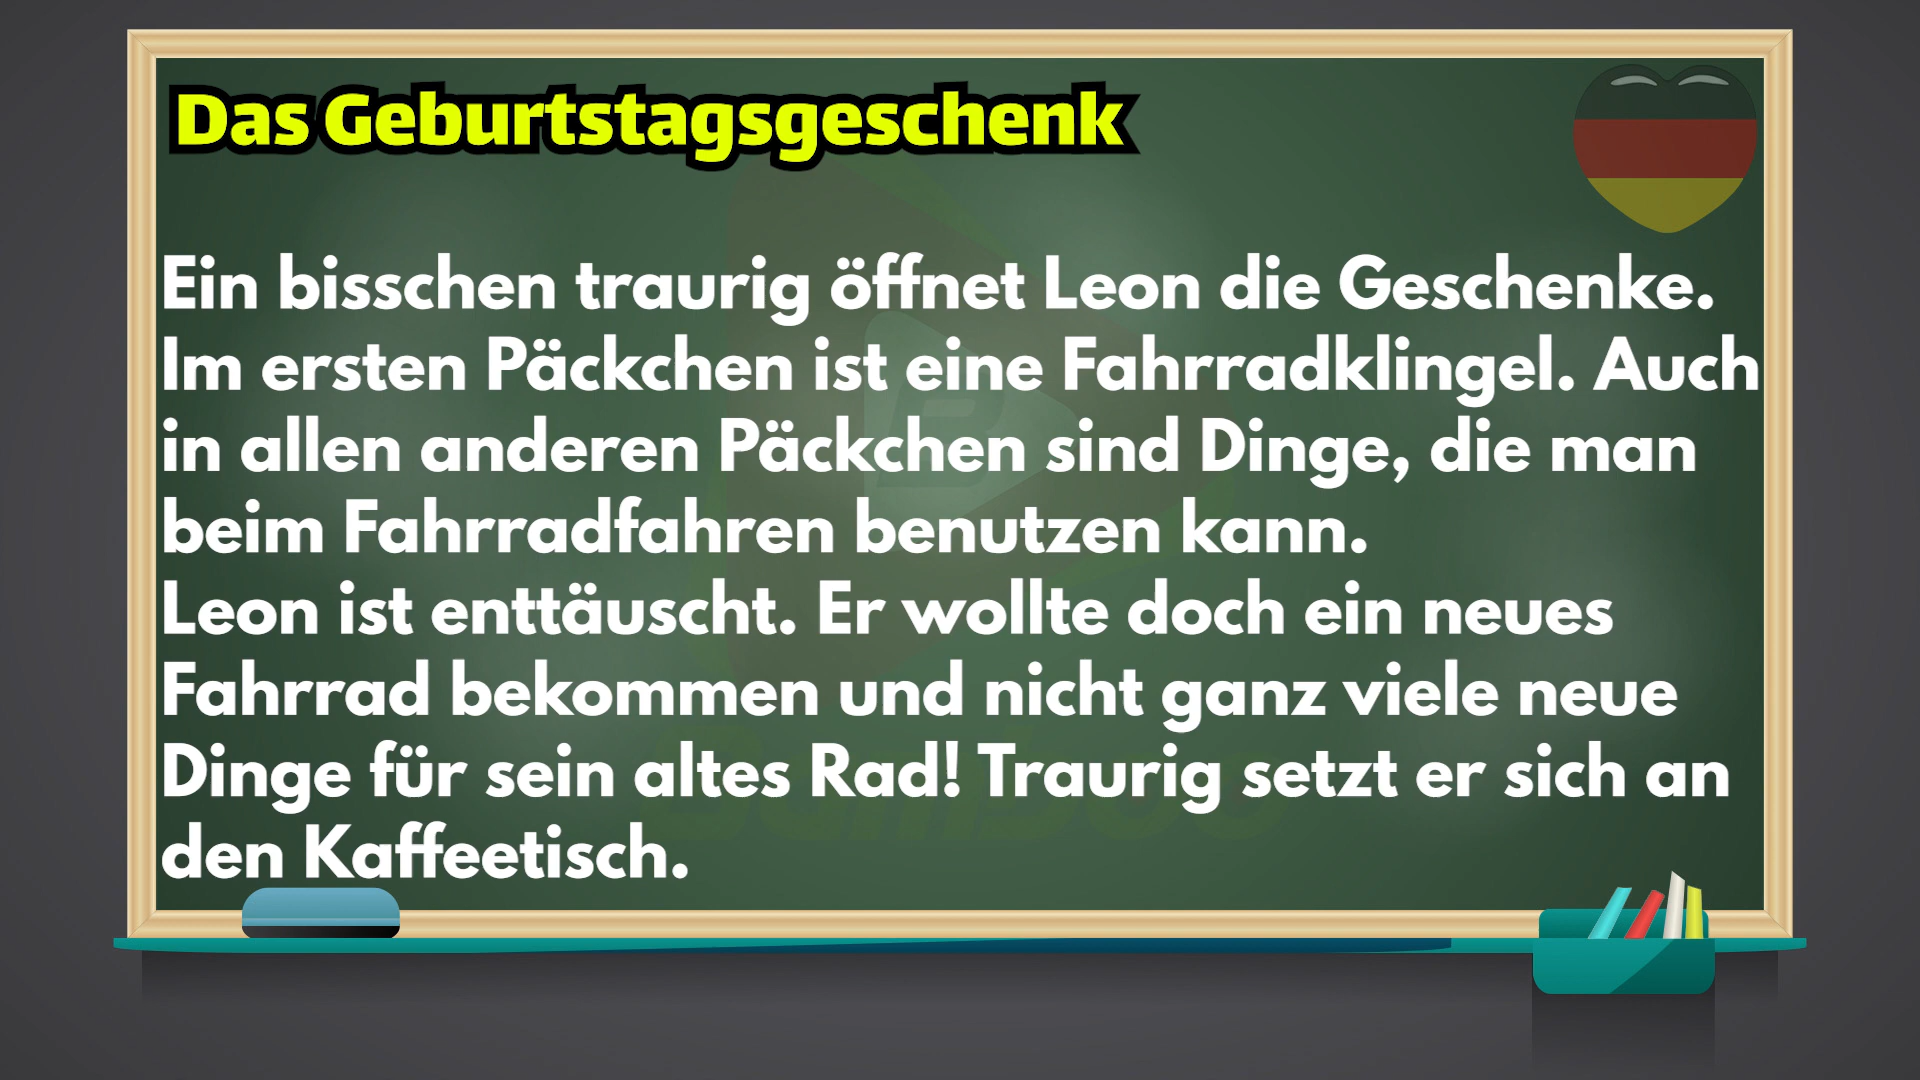 Das Geburtstagsgeschenk
Ein bisschen traurig öffnet Leon die Geschenke.
Im ersten Päckchen ist eine Fahrradklingel. Auch
in allen anderen Päckchen sind Dinge, die man
beim Fahrradfahren benutzen kann.
Leon ist enttäuscht. Er wollte doch ein neues
Fahrrad bekommen und nicht ganz viele neue
Dinge für sein altes Rad! Traurig setzt er sich an
den Kaffeetisch.